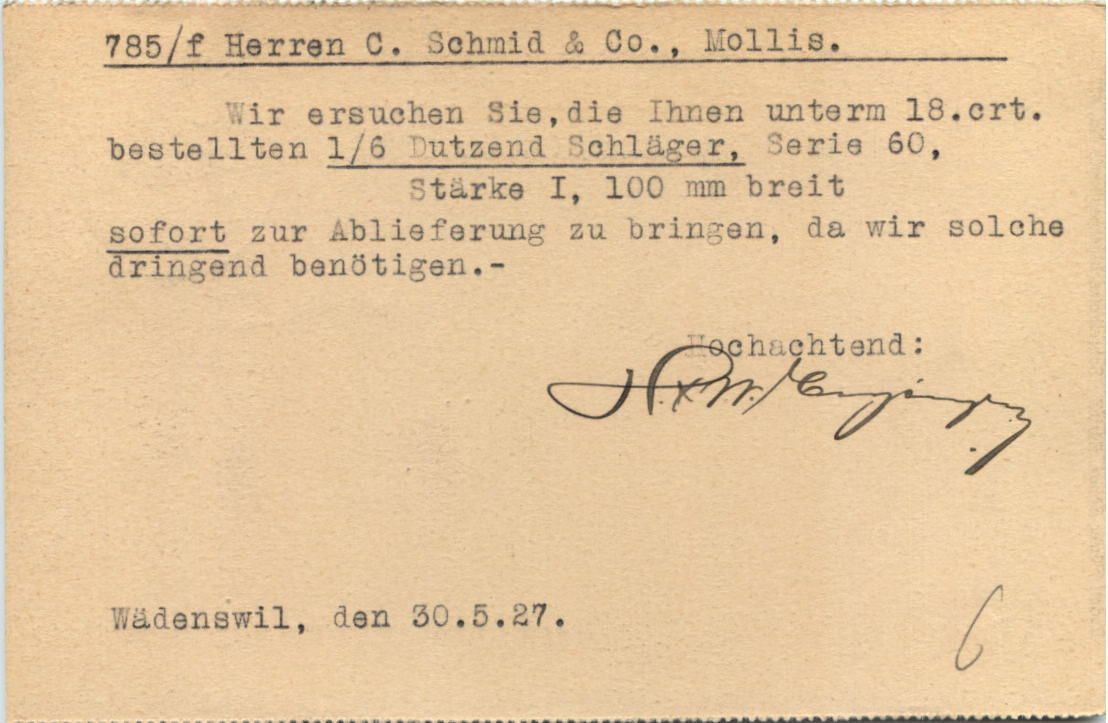 785/f Herren C. Schmid & Co., Mollis.
Wir ersuchen Sie,die Ihnen unterm 18.crt.
bestellten 1/6 Dutzend Schläger, Serie 60,
Stärke I, 100 mm breit
sofort zur Ablieferung zu bringen, da wir solche
dringend benötigen.-
Hochachtend:
Wädenswil, den 30.5.27.
6